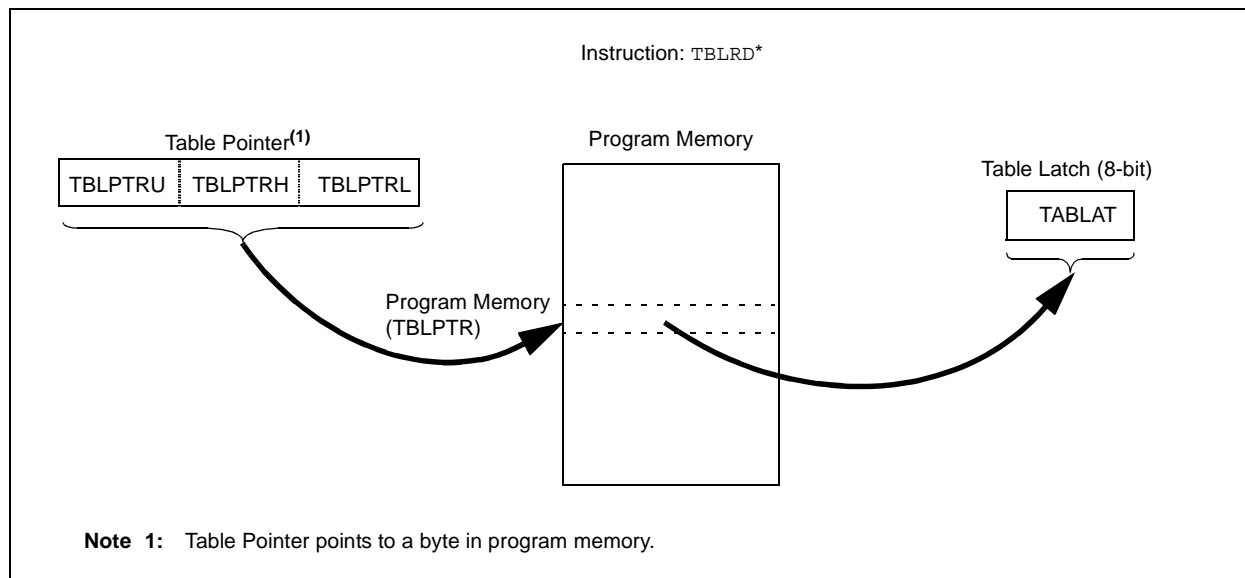 Instruction: TBLRD*
Table Pointer(1)
TBLPTRU TBLPTRH TBLPTRL
Program Memory
Table Latch (8-bit)
TABLAT
Program Memory
(TBLPTR)
Note 1: Table Pointer points to a byte in program memory.